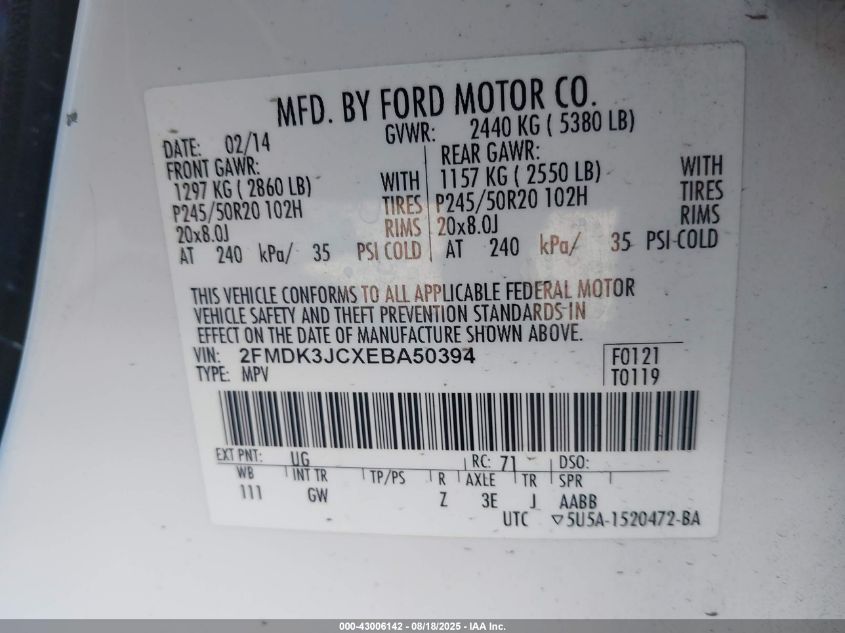 MFD. BY FORD MOTOR CO.
DATE: 02/14 GVWR: 2440 KG ( 5380 LB)
FRONT GAWR: REAR GAWR:
1297 KG ( 2860 LB) WITH 1157 KG ( 2550 LB) WITH
P245/50R20 102H TIRES P245/50R20 102H TIRES
20x8.0J RIMS 20x8.0J RIMS
AT 240 kPa/ 35 PSI COLD AT 240 kPa/ 35 PSI COLD
THIS VEHICLE CONFORMS TO ALL APPLICABLE FEDERAL MOTOR
VEHICLE SAFETY AND THEFT PREVENTION STANDARDS IN
EFFECT ON THE DATE OF MANUFACTURE SHOWN ABOVE.
VIN: 2FMDK3JCXEBA50394 F0121
TYPE: MPV T0119
EXT PNT: UG RC: 71 DSO:
WB INT TR TP/PS R AXLE TR SPR
111 GW Z 3E J AABB
UTC ▽5U5A-1520472-BA
000-43006142 - 08/18/2025 - IAA Inc.